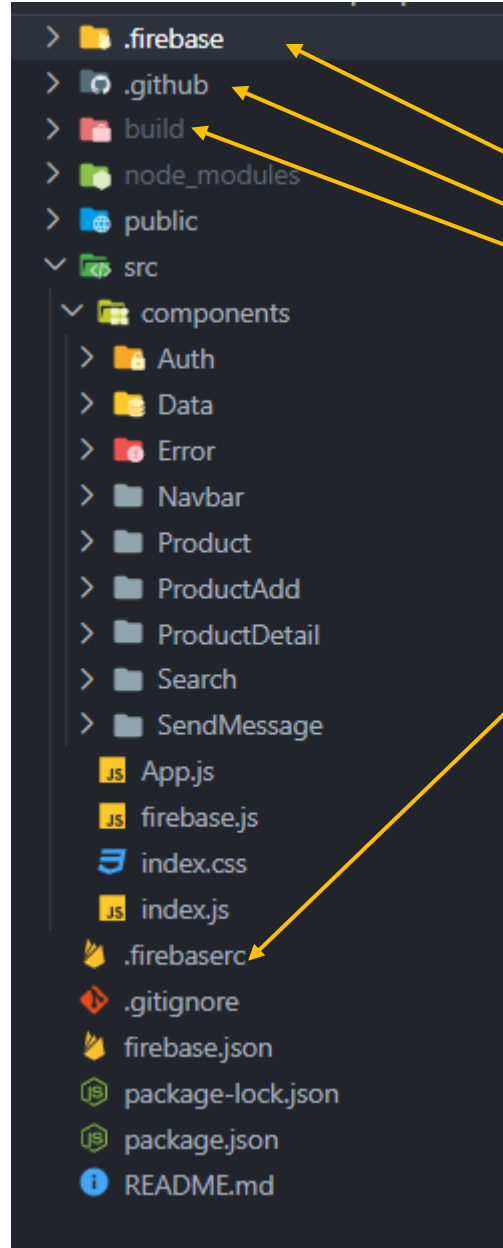 .firebase
.github
build
node_modules
public
src
components
Auth
Data
Error
Navbar
Product
ProductAdd
ProductDetail
Search
SendMessage
JS App.js
JS firebase.js
index.css
JS index.js
.firebaserc
.gitignore
firebase.json
package-lock.json
package.json
README.md